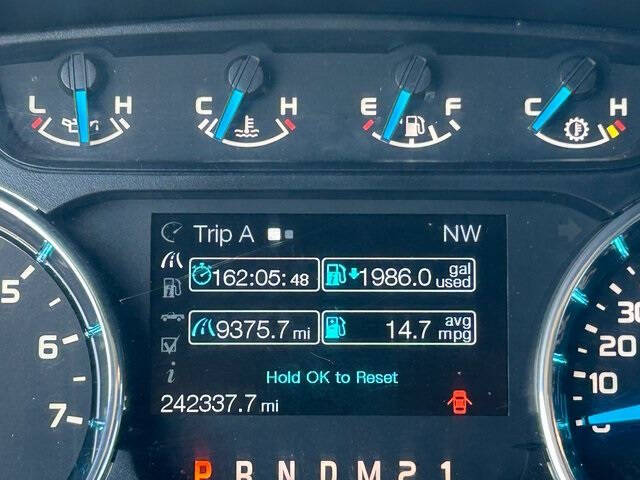 L H C H E F C H
Trip A NW
162:05:48 1986.0 gal used
9375.7 mi 14.7 avg mpg
Hold OK to Reset
242337.7 mi
5
6
7
30
20
10
0
P R N D M 2 1
i